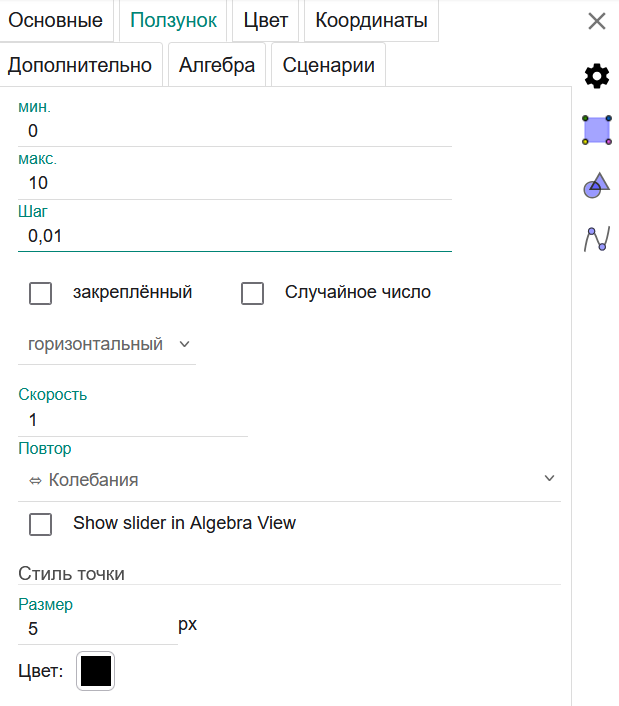 Основные Ползунок Цвет Координаты
Дополнительно Алгебра Сценарии
мин.
0
макс.
10
Шаг
0,01
закреплённый Случайное число
горизонтальный
Скорость
1
Повтор
⇔ Колебания
Show slider in Algebra View
Стиль точки
Размер
5 px
Цвет: